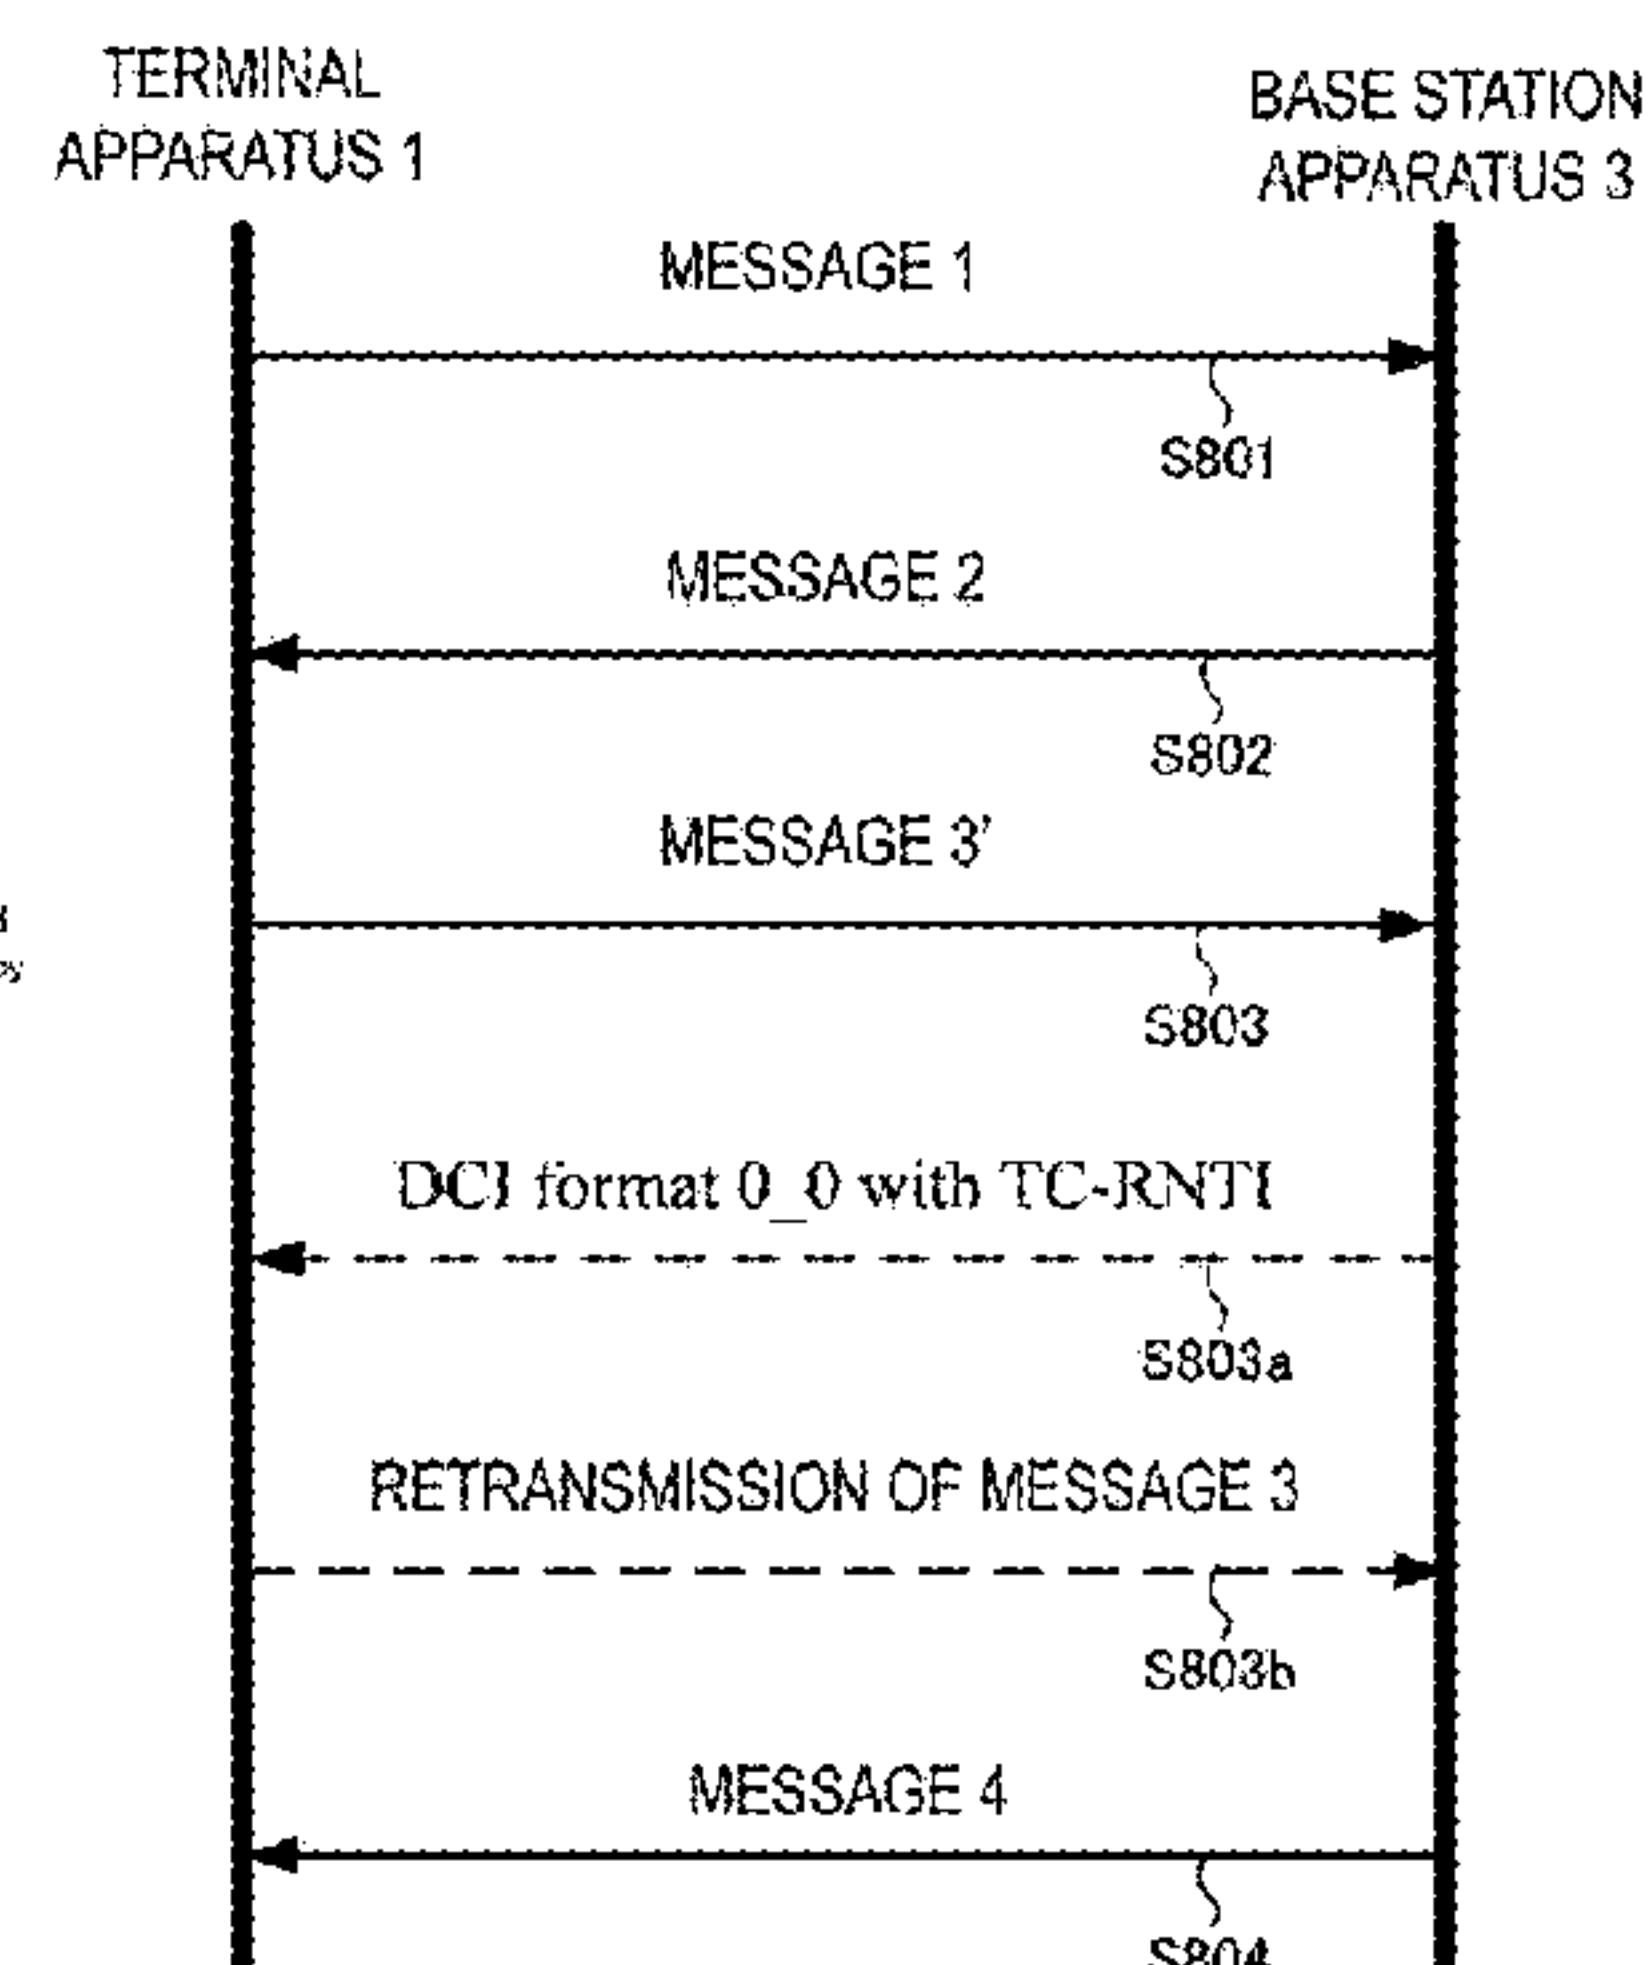 TERMINAL
APPARATUS 1
BASE STATION
APPARATUS 3
MESSAGE 1
S801
MESSAGE 2
S802
MESSAGE 3'
S803
DCI format 0_0 with TC-RNTI
S803a
RETRANSMISSION OF MESSAGE 3
S803b
MESSAGE 4
S804